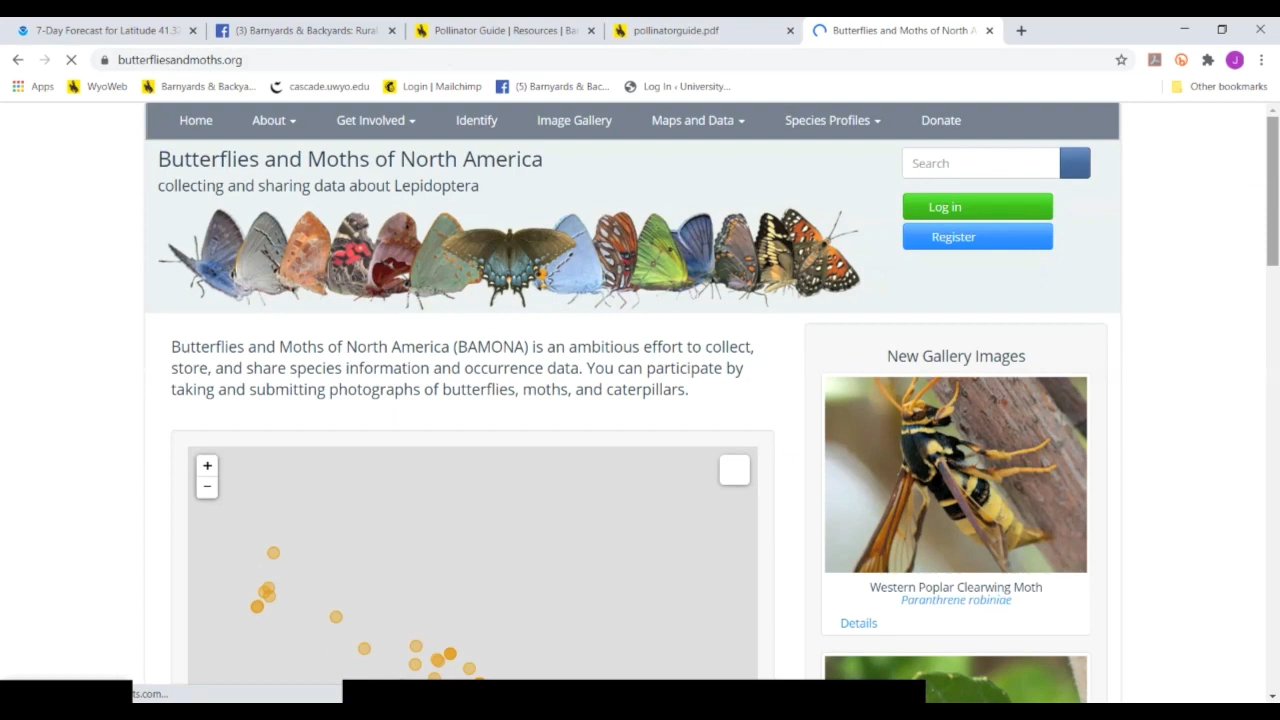 7-Day Forecast for Latitude 41.3
(3) Barnyards & Backyards: Rural
Pollinator Guide | Resources | Ba
pollinatorguide.pdf
Butterflies and Moths of North A
butterfliesandmoths.org
J
Apps
WyoWeb
Barnyards & Backya...
cascade.uwyo.edu
Login | Mailchimp
(5) Barnyards & Bac...
Log In ‹ University...
Other bookmarks
Home
About
Get Involved
Identify
Image Gallery
Maps and Data
Species Profiles
Donate
Butterflies and Moths of North America
collecting and sharing data about Lepidoptera
Search
Log in
Register
Butterflies and Moths of North America (BAMONA) is an ambitious effort to collect,
store, and share species information and occurrence data. You can participate by
taking and submitting photographs of butterflies, moths, and caterpillars.
New Gallery Images
+
−
Western Poplar Clearwing Moth
Paranthrene robiniae
Details
ts.com...